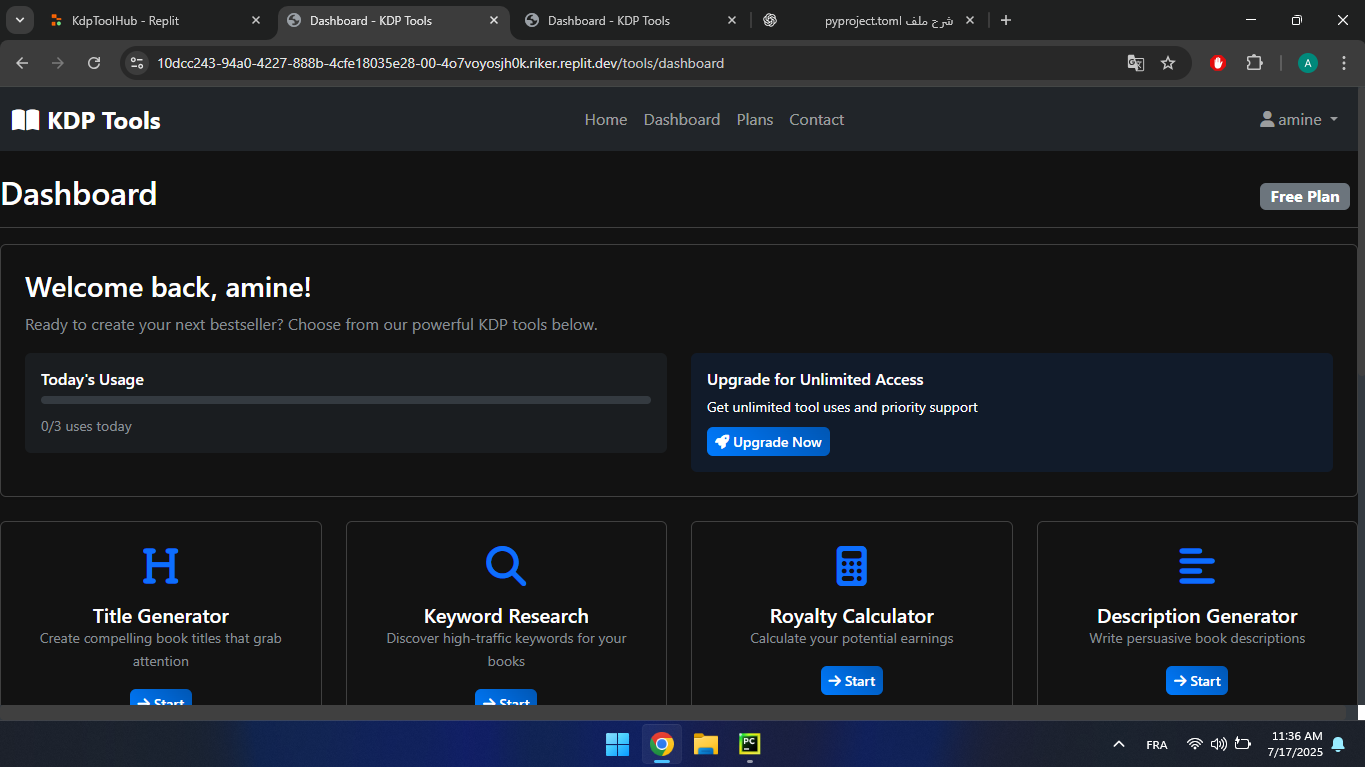 KdpToolHub - Replit
Dashboard - KDP Tools
Dashboard - KDP Tools
شرح ملف pyproject.toml
10dcc243-94a0-4227-888b-4cfe18035e28-00-4o7voyosjh0k.riker.replit.dev/tools/dashboard
A
KDP Tools
Home Dashboard Plans Contact
amine
Dashboard
Free Plan
Welcome back, amine!
Ready to create your next bestseller? Choose from our powerful KDP tools below.
Today's Usage
0/3 uses today
Upgrade for Unlimited Access
Get unlimited tool uses and priority support
Upgrade Now
Title Generator
Create compelling book titles that grab
attention
Start
Keyword Research
Discover high-traffic keywords for your
books
Start
Royalty Calculator
Calculate your potential earnings
Start
Description Generator
Write persuasive book descriptions
Start
PC
FRA
11:36 AM
7/17/2025